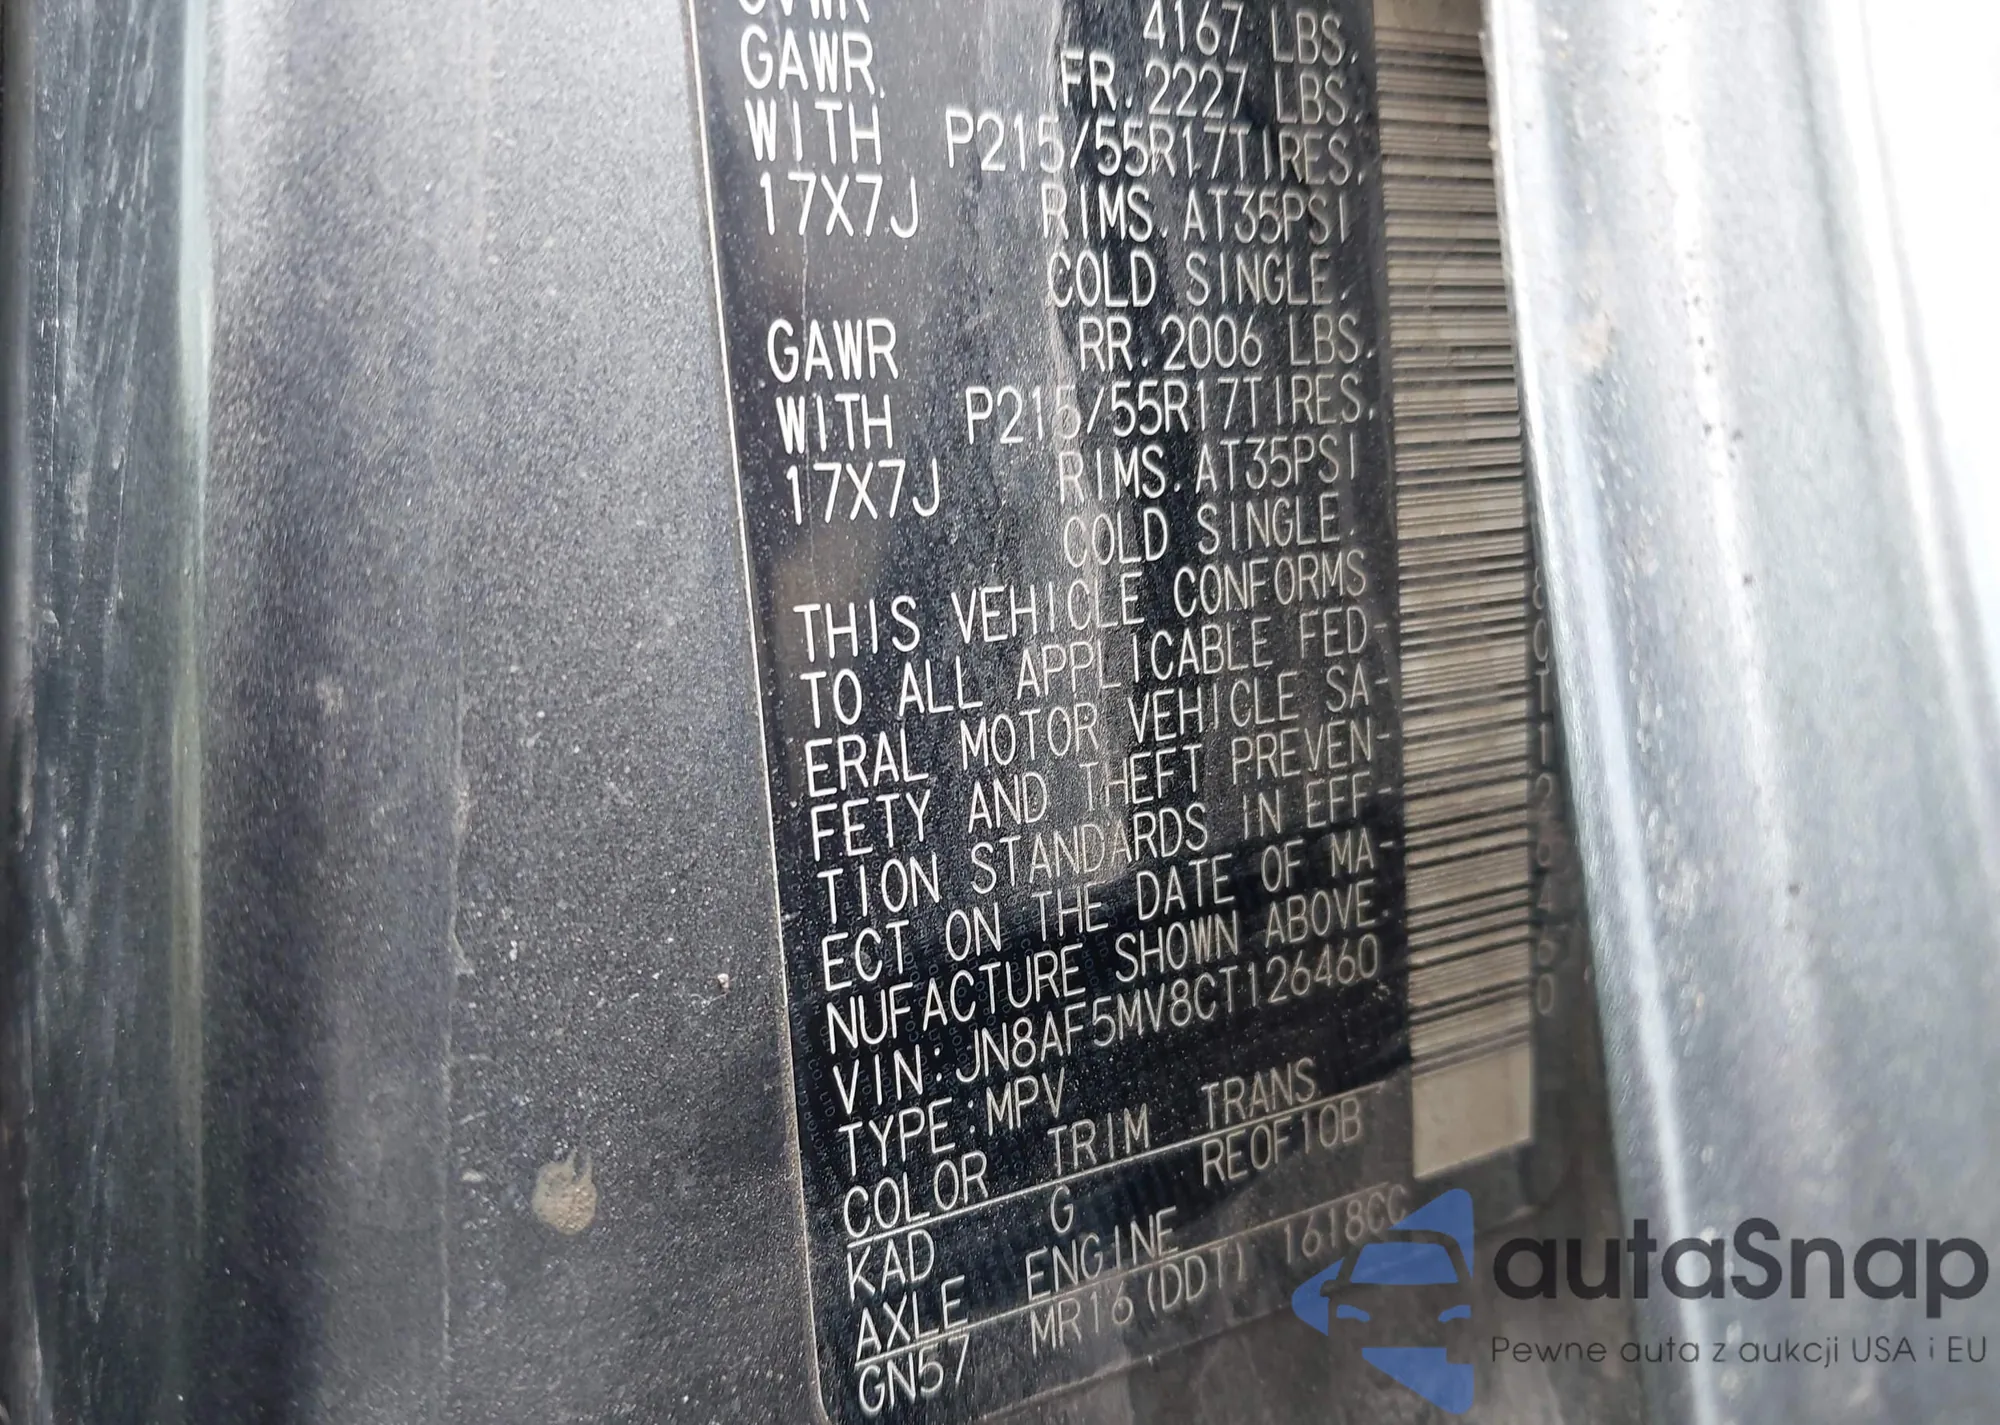 GVWR 4167 LBS.
GAWR FR. 2227 LBS.
WITH P215/55R17TIRES.
17X7J RIMS. AT35PSI
COLD SINGLE.
GAWR RR. 2006 LBS.
WITH P215/55R17TIRES.
17X7J RIMS. AT35PSI
COLD SINGLE.
THIS VEHICLE CONFORMS
TO ALL APPLICABLE FED-
ERAL MOTOR VEHICLE SA-
FETY AND THEFT PREVEN-
TION STANDARDS IN EFF-
ECT ON THE DATE OF MA-
NUFACTURE SHOWN ABOVE.
VIN: JN8AF5MV8CT126460
TYPE: MPV
COLOR TRIM TRANS
KAD G RE0F10B
AXLE ENGINE
GN57 MR16(DDT) 1618CC
autaSnap
Pewne auta z aukcji USA i EU